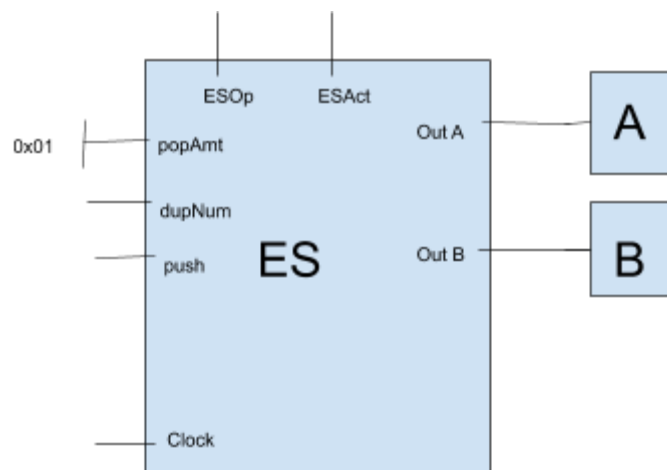 ESOp ESAct
0x01 popAmt Out A A
dupNum
push ES Out B B
Clock